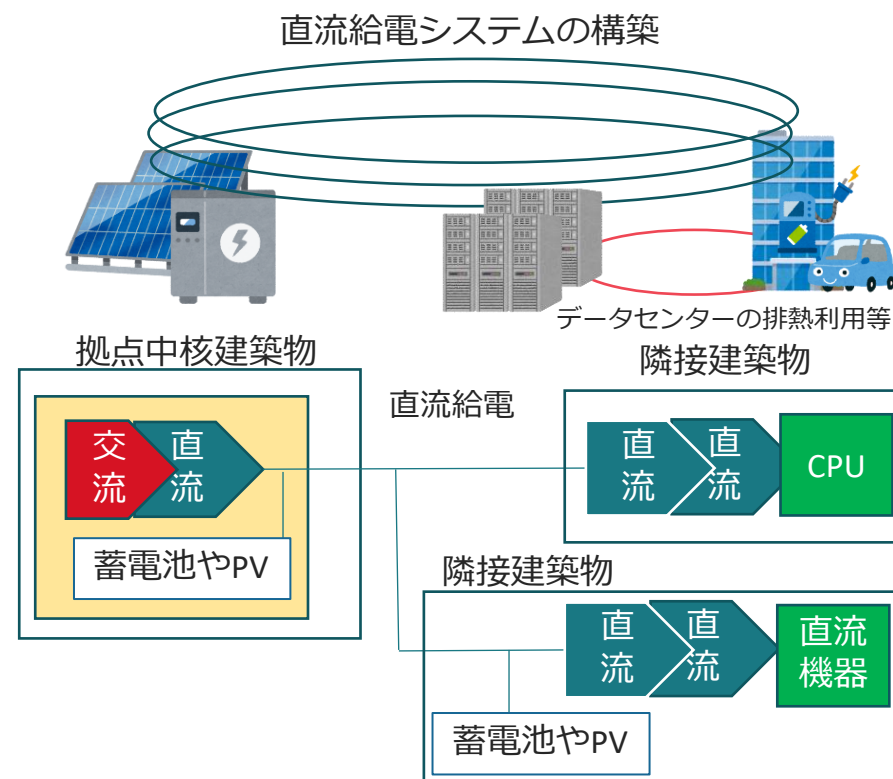 直流給電システムの構築
データセンターの排熱利用等
拠点中核建築物
隣接建築物
直流給電
交流
直流
直流
直流
CPU
蓄電池やPV
隣接建築物
直流
直流
直流
機器
蓄電池やPV